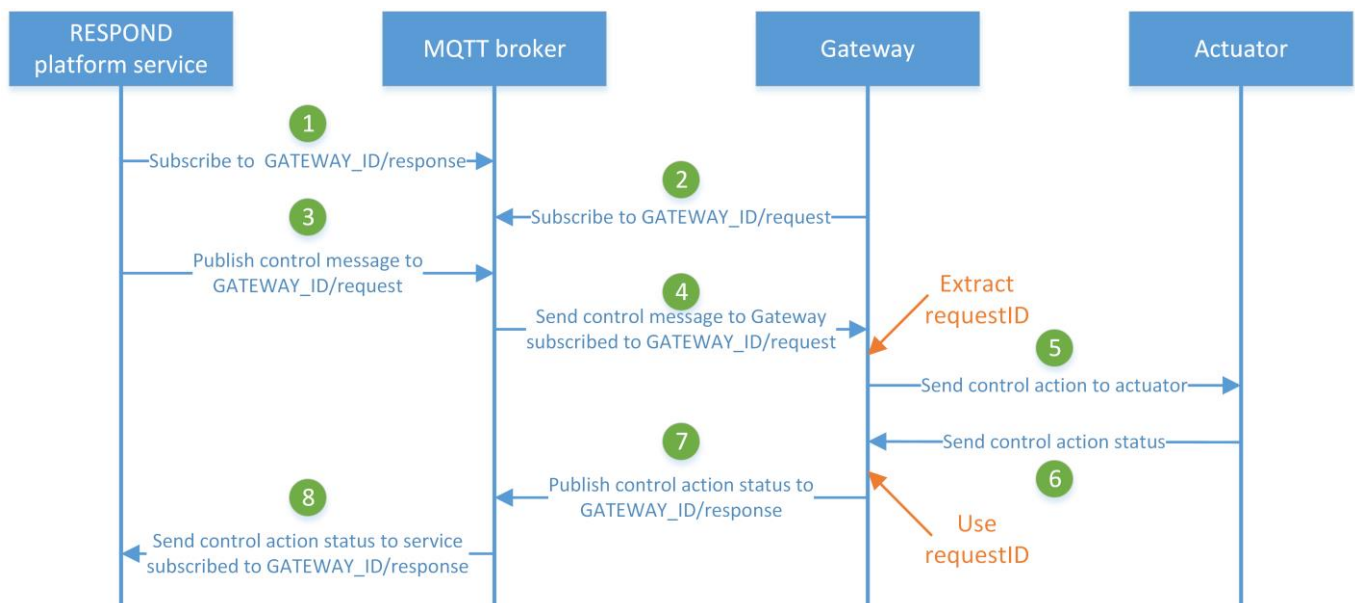 RESPOND
platform service
MQTT broker
Gateway
Actuator
1
Subscribe to GATEWAY_ID/response
2
Subscribe to GATEWAY_ID/request
3
Publish control message to
GATEWAY_ID/request
4
Send control message to Gateway
subscribed to GATEWAY_ID/request
Extract
requestID
5
Send control action to actuator
Send control action status
6
7
Publish control action status to
GATEWAY_ID/response
Use
requestID
8
Send control action status to service
subscribed to GATEWAY_ID/response